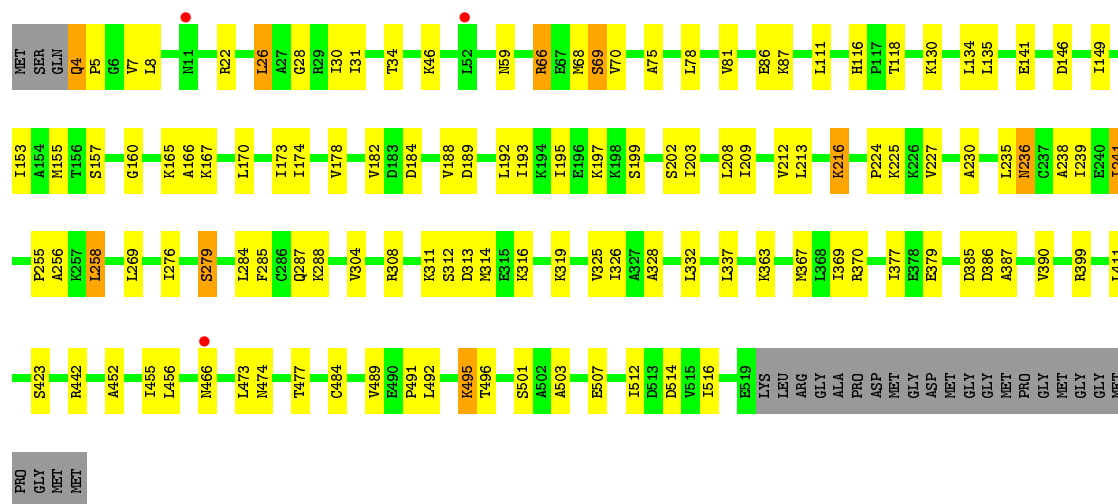 MET SER GLN Q4 P5 G6 V7 L8 N11 R22 L26 A27 G28 R29 I30 I31 T34 K46 L52 N59 R66 E67 M68 S69 V70 A75 L78 V81 E86 K87 L111 H116 P117 T118 K130 L134 L135 E141 D146 I149
I153 A154 M155 T156 S157 G160 K165 A166 K167 L170 I173 I174 V178 V182 D183 D184 V188 D189 L192 I193 K194 I195 E196 K197 K198 S199 S202 I203 L208 I209 V212 L213 K216 P224 K225 K226 V227 A230 L235 N236 C237 A238 I239 E240
P255 A256 K257 L258 L269 I276 S279 L284 F285 C286 Q287 K288 V304 R308 K311 S312 D313 M314 E315 K316 K319 V325 I326 A327 A328 L332 L337 K363 M367 L368 I369 R370 I377 E378 E379 D385 D386 A387 V390 R399
S423 R442 A452 I455 L456 N466 L473 N474 T477 C484 V489 E490 P491 L492 K495 T496 S501 A502 A503 E507 I512 D513 D514 V515 I516 E519 LYS LEU ARG GLY ALA PRO ASP MET GLY ASP MET GLY GLY MET PRO GLY MET GLY GLY MET
PRO GLY MET MET